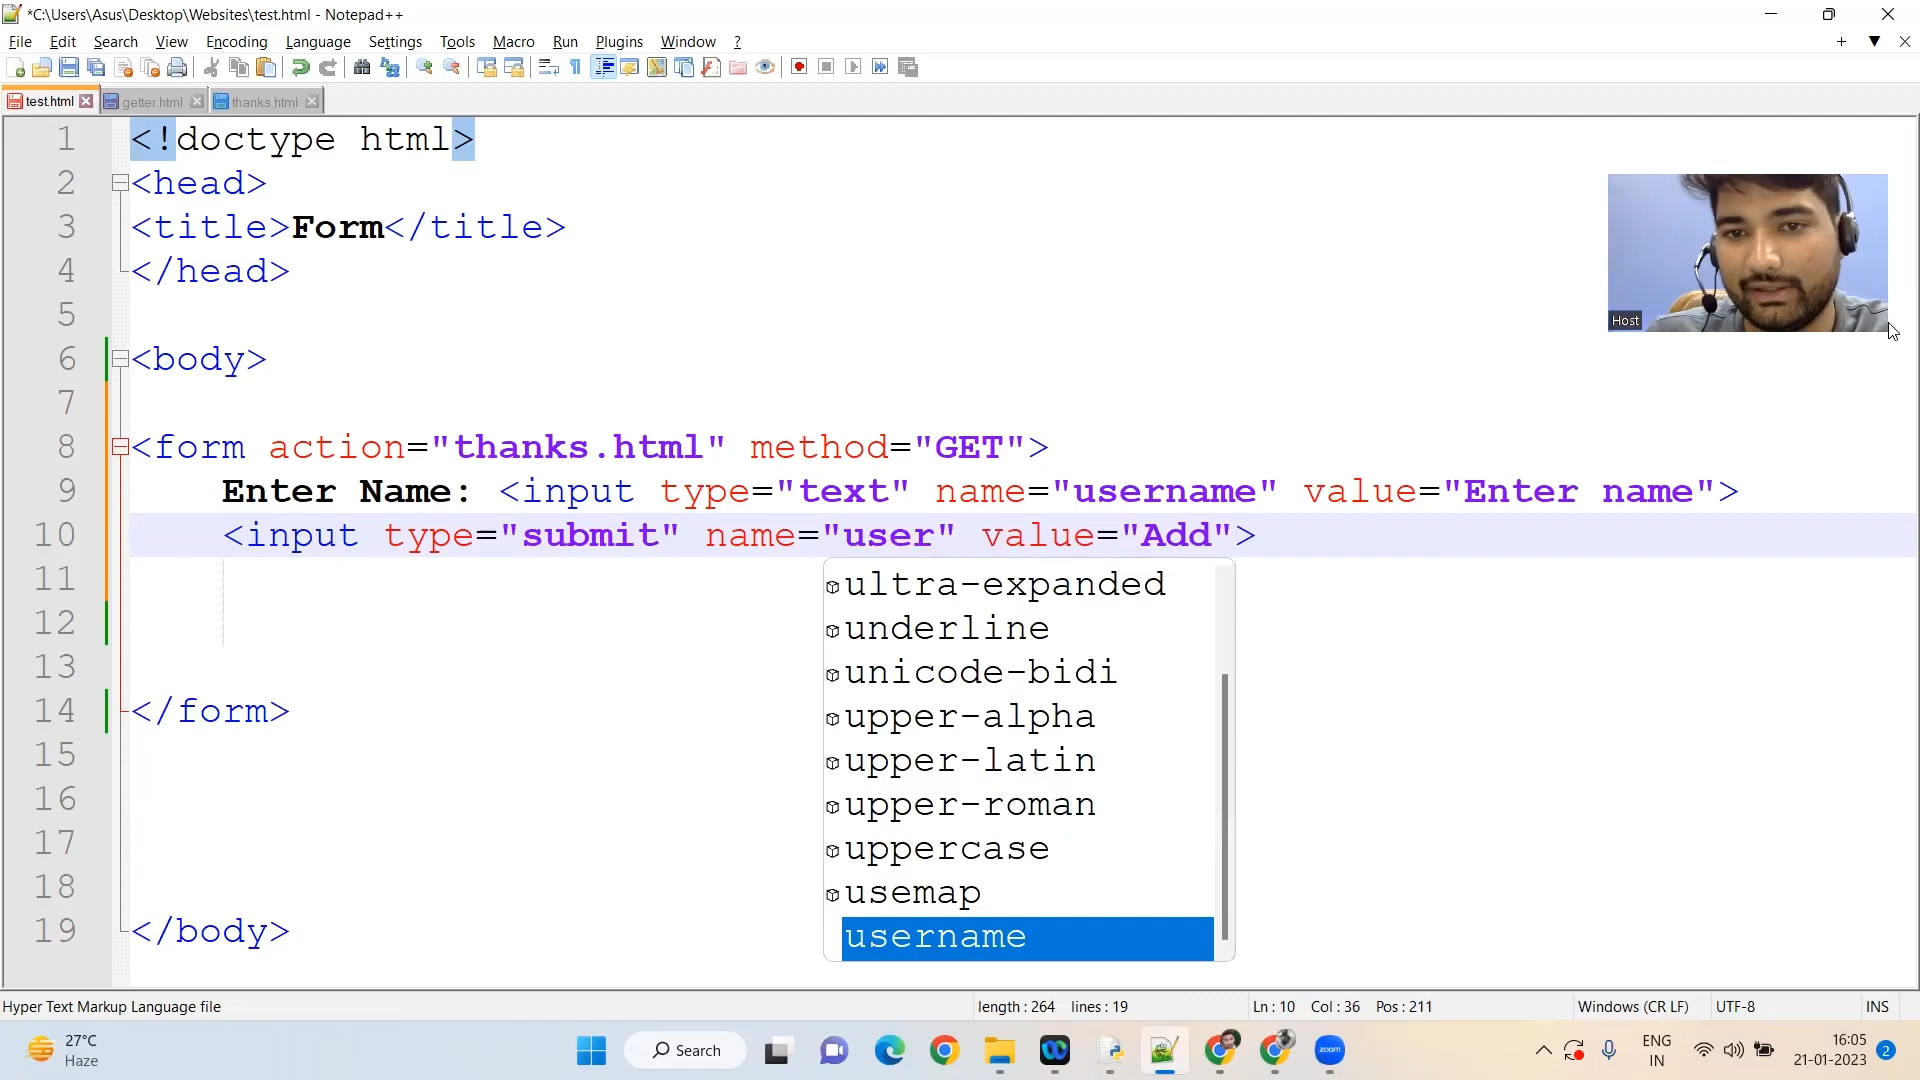 *C:\Users\Asus\Desktop\Websites\test.html - Notepad++
File Edit Search View Encoding Language Settings Tools Macro Run Plugins Window ?
test.html getter.html thanks.html
1 <!doctype html>
2 <head>
3 <title>Form</title>
4 </head>
5
6 <body>
7
8 <form action="thanks.html" method="GET">
9 Enter Name: <input type="text" name="username" value="Enter name">
10 <input type="submit" name="user" value="Add">
11
12
13
14 </form>
15
16
17
18
19 </body>
ultra-expanded
underline
unicode-bidi
upper-alpha
upper-latin
upper-roman
uppercase
usemap
username
Host
Hyper Text Markup Language file length : 264 lines : 19 Ln : 10 Col : 36 Pos : 211 Windows (CR LF) UTF-8 INS
27°C
Haze
Search
zoom
ENG
IN
16:05
21-01-2023
2